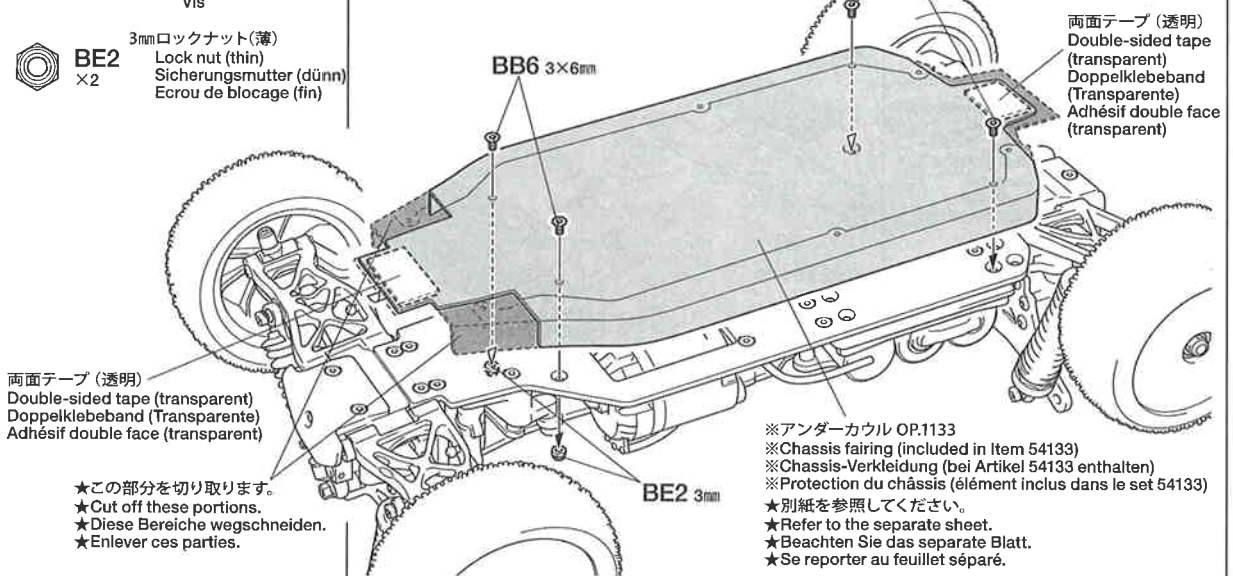 Vis
3mmロックナット(薄)
BE2
×2
Lock nut (thin)
Sicherungsmutter (dünn)
Ecrou de blocage (fin)
BB6 3×6mm
両面テープ（透明）
Double-sided tape
(transparent)
Doppelklebeband
(Transparente)
Adhésif double face
(transparent)
両面テープ（透明）
Double-sided tape (transparent)
Doppelklebeband (Transparente)
Adhésif double face (transparent)
★この部分を切り取ります。
★Cut off these portions.
★Diese Bereiche wegschneiden.
★Enlever ces parties.
BE2 3mm
※アンダーカウル OP.1133
※Chassis fairing (included in Item 54133)
※Chassis-Verkleidung (bei Artikel 54133 enthalten)
※Protection du châssis (élément inclus dans le set 54133)
★別紙を参照してください。
★Refer to the separate sheet.
★Beachten Sie das separate Blatt.
★Se reporter au feuillet séparé.